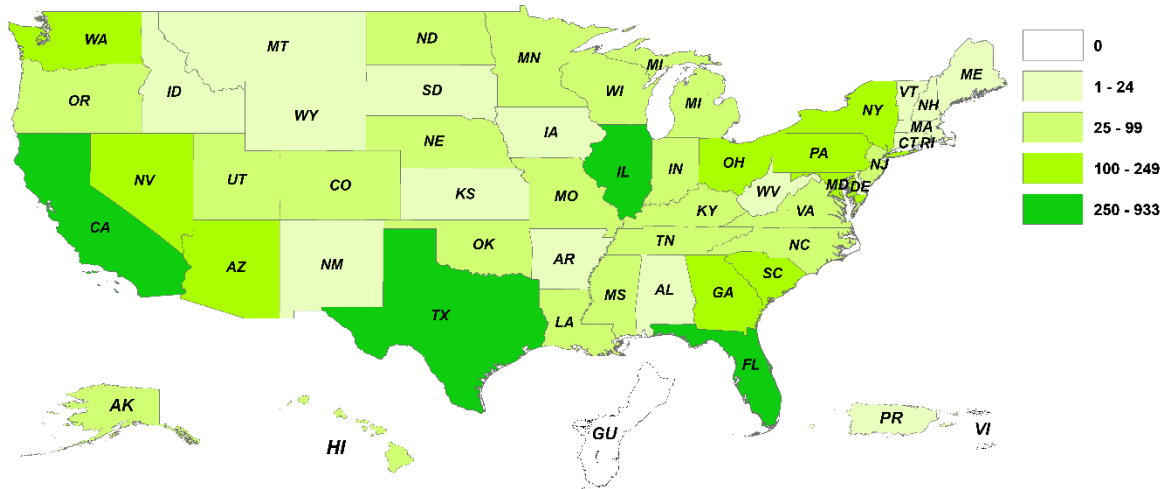 WA
MT
ND
MN
MI
ME
OR
ID
SD
WI
MI
VT
NH
NY
WY
IA
MA
CT RI
NE
NV
UT
CO
IL
IN
OH
PA
NJ
MD
DE
CA
KS
MO
WV
KY
VA
AZ
NM
OK
TN
NC
AR
SC
TX
LA
MS
AL
GA
FL
AK
HI
GU
PR
VI
0
1 - 24
25 - 99
100 - 249
250 - 933